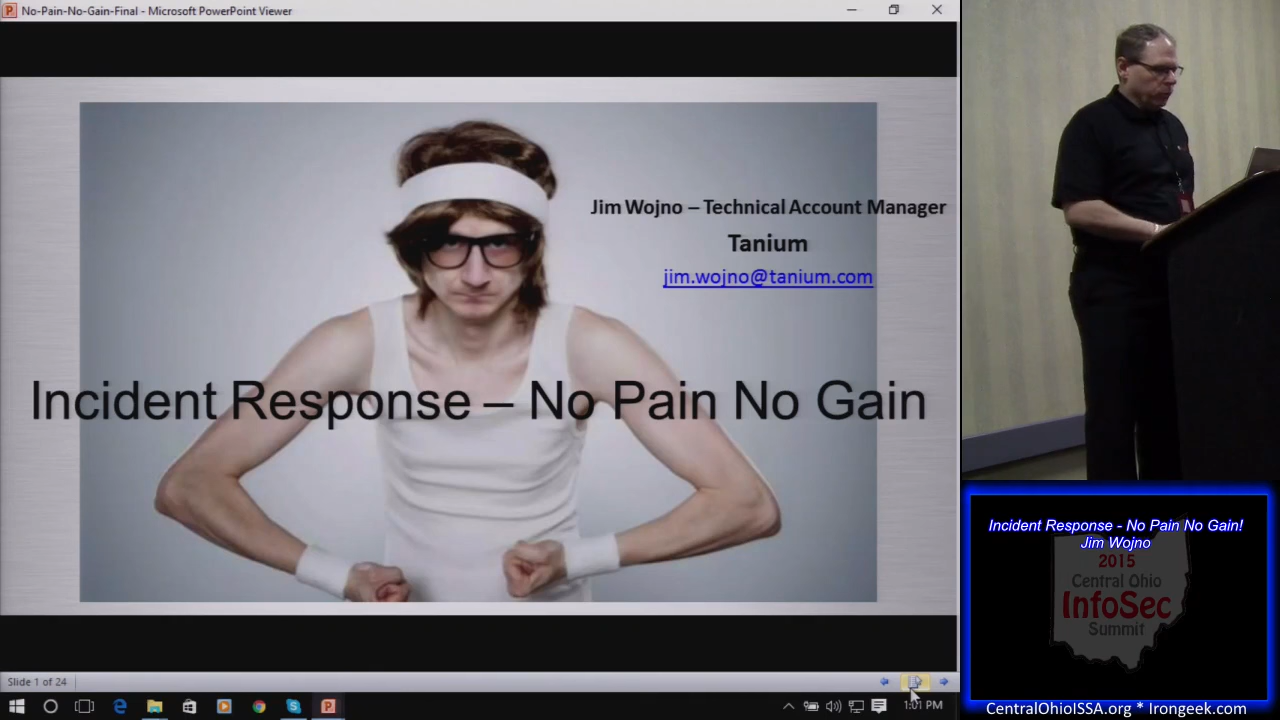 No-Pain-No-Gain-Final - Microsoft PowerPoint Viewer
Jim Wojno – Technical Account Manager
Tanium
jim.wojno@tanium.com
Incident Response – No Pain No Gain
Slide 1 of 24
1:01 PM
Incident Response - No Pain No Gain!
Jim Wojno
2015
Central Ohio
InfoSec
Summit
CentralOhioISSA.org * Irongeek.com